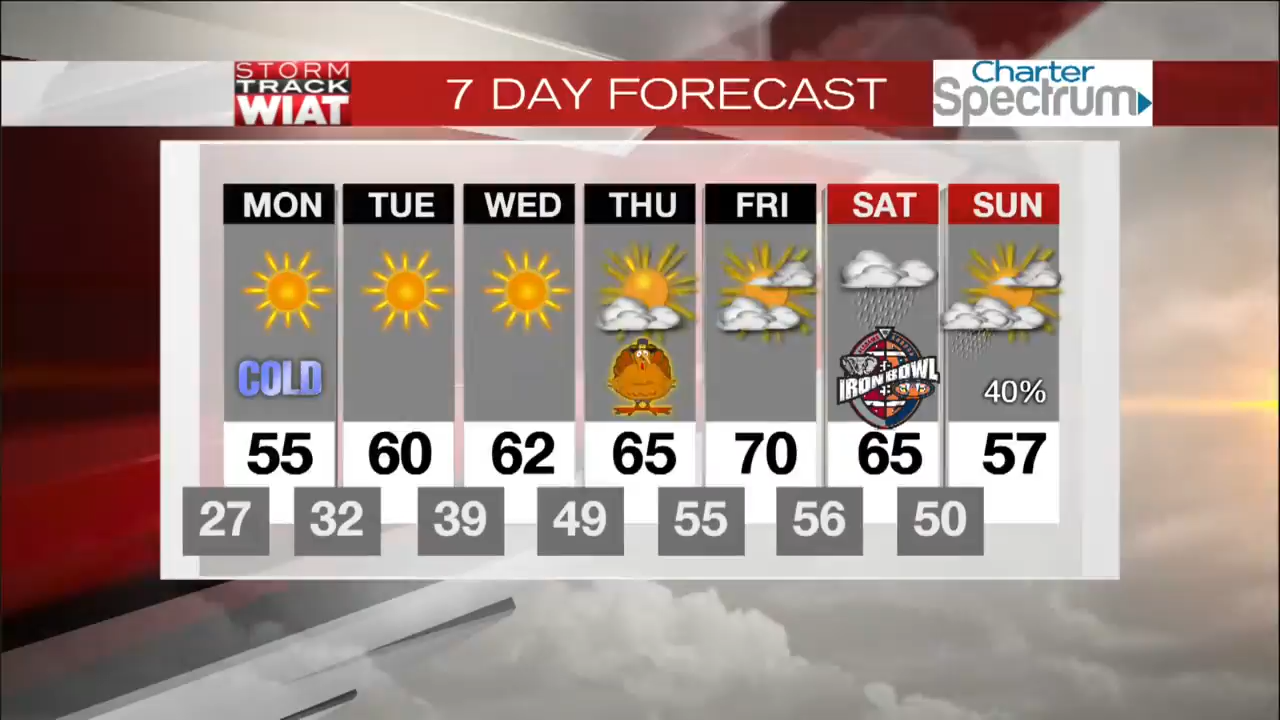 STORM
TRACK
WIAT
7 DAY FORECAST
Charter
Spectrum
MON TUE WED THU FRI SAT SUN
COLD
IRON BOWL
40%
55 60 62 65 70 65 57
27 32 39 49 55 56 50